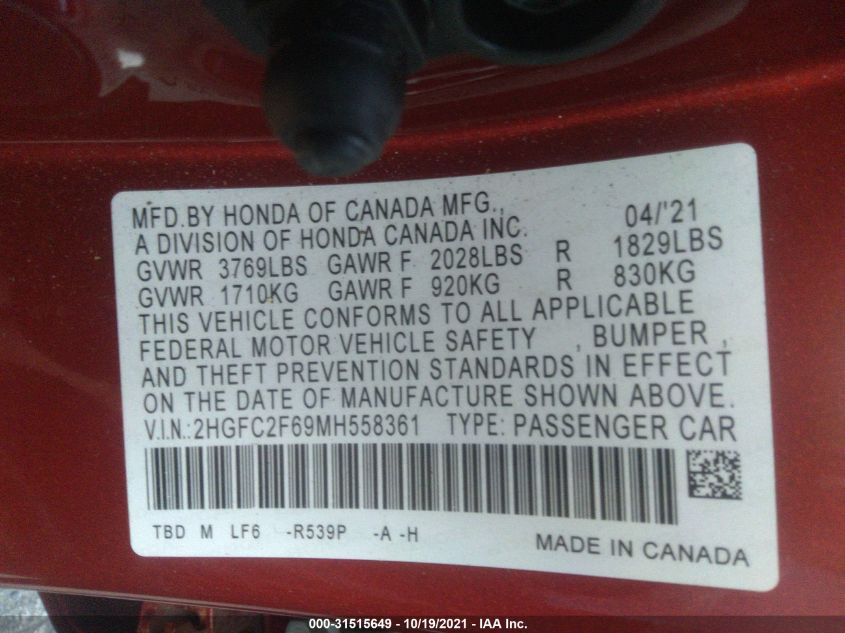 MFD.BY HONDA OF CANADA MFG., 04/'21
A DIVISION OF HONDA CANADA INC.
GVWR 3769LBS GAWR F 2028LBS R 1829LBS
GVWR 1710KG GAWR F 920KG R 830KG
THIS VEHICLE CONFORMS TO ALL APPLICABLE
FEDERAL MOTOR VEHICLE SAFETY , BUMPER ,
AND THEFT PREVENTION STANDARDS IN EFFECT
ON THE DATE OF MANUFACTURE SHOWN ABOVE.
V.I.N.:2HGFC2F69MH558361 TYPE: PASSENGER CAR
TBD M LF6 -R539P -A -H
MADE IN CANADA
000-31515649 - 10/19/2021 - IAA Inc.